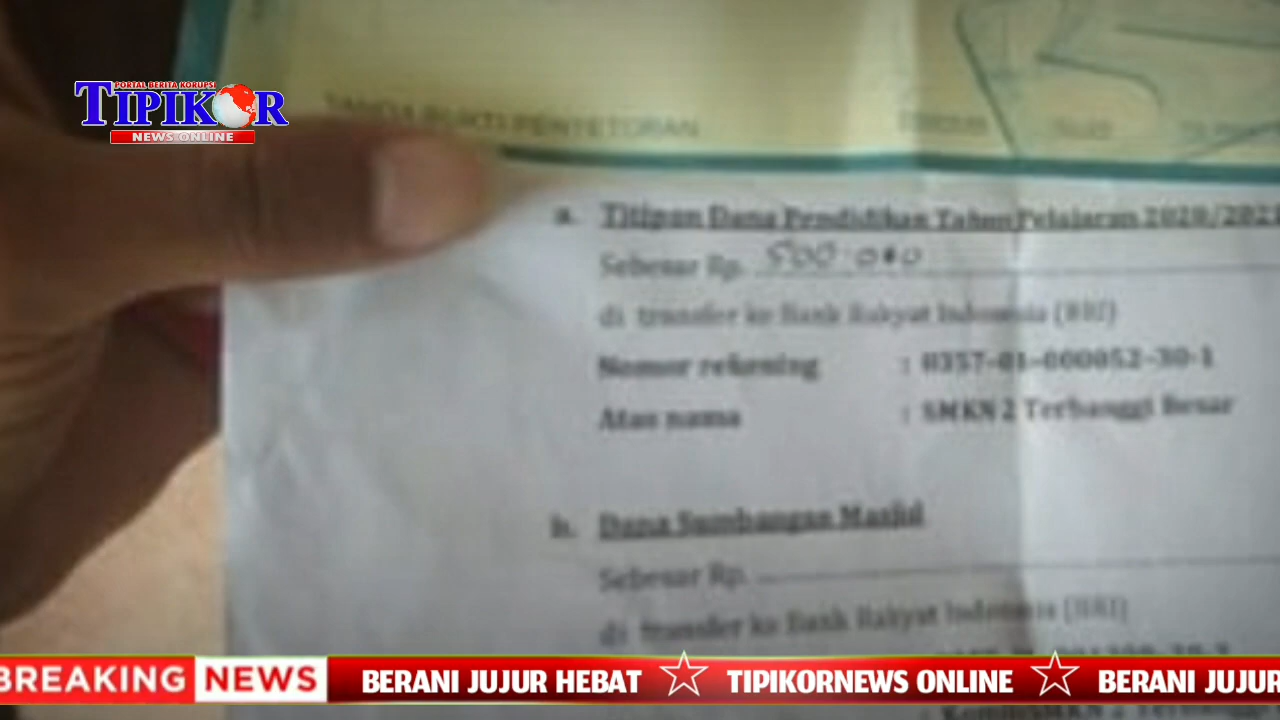 PORTAL BERITA KORUPSI
TIPIKOR
NEWS ONLINE
TANDA BUKTI PENYETORAN
a. Titipan Dana Pendidikan Tahun Pelajaran 2020/202
Sebesar Rp. 500.000
di transfer ke Bank Rakyat Indonesia (BRI)
Nomor rekening : 0357-01-000052-30-1
Atas nama : SMKN 2 Terbanggi Besar
b. Dana Sumbangan Masjid
Sebesar Rp.
di transfer ke Bank Rakyat Indonesia (BRI)
BREAKING NEWS BERANI JUJUR HEBAT ☆ TIPIKORNEWS ONLINE ☆ BERANI JUJUR